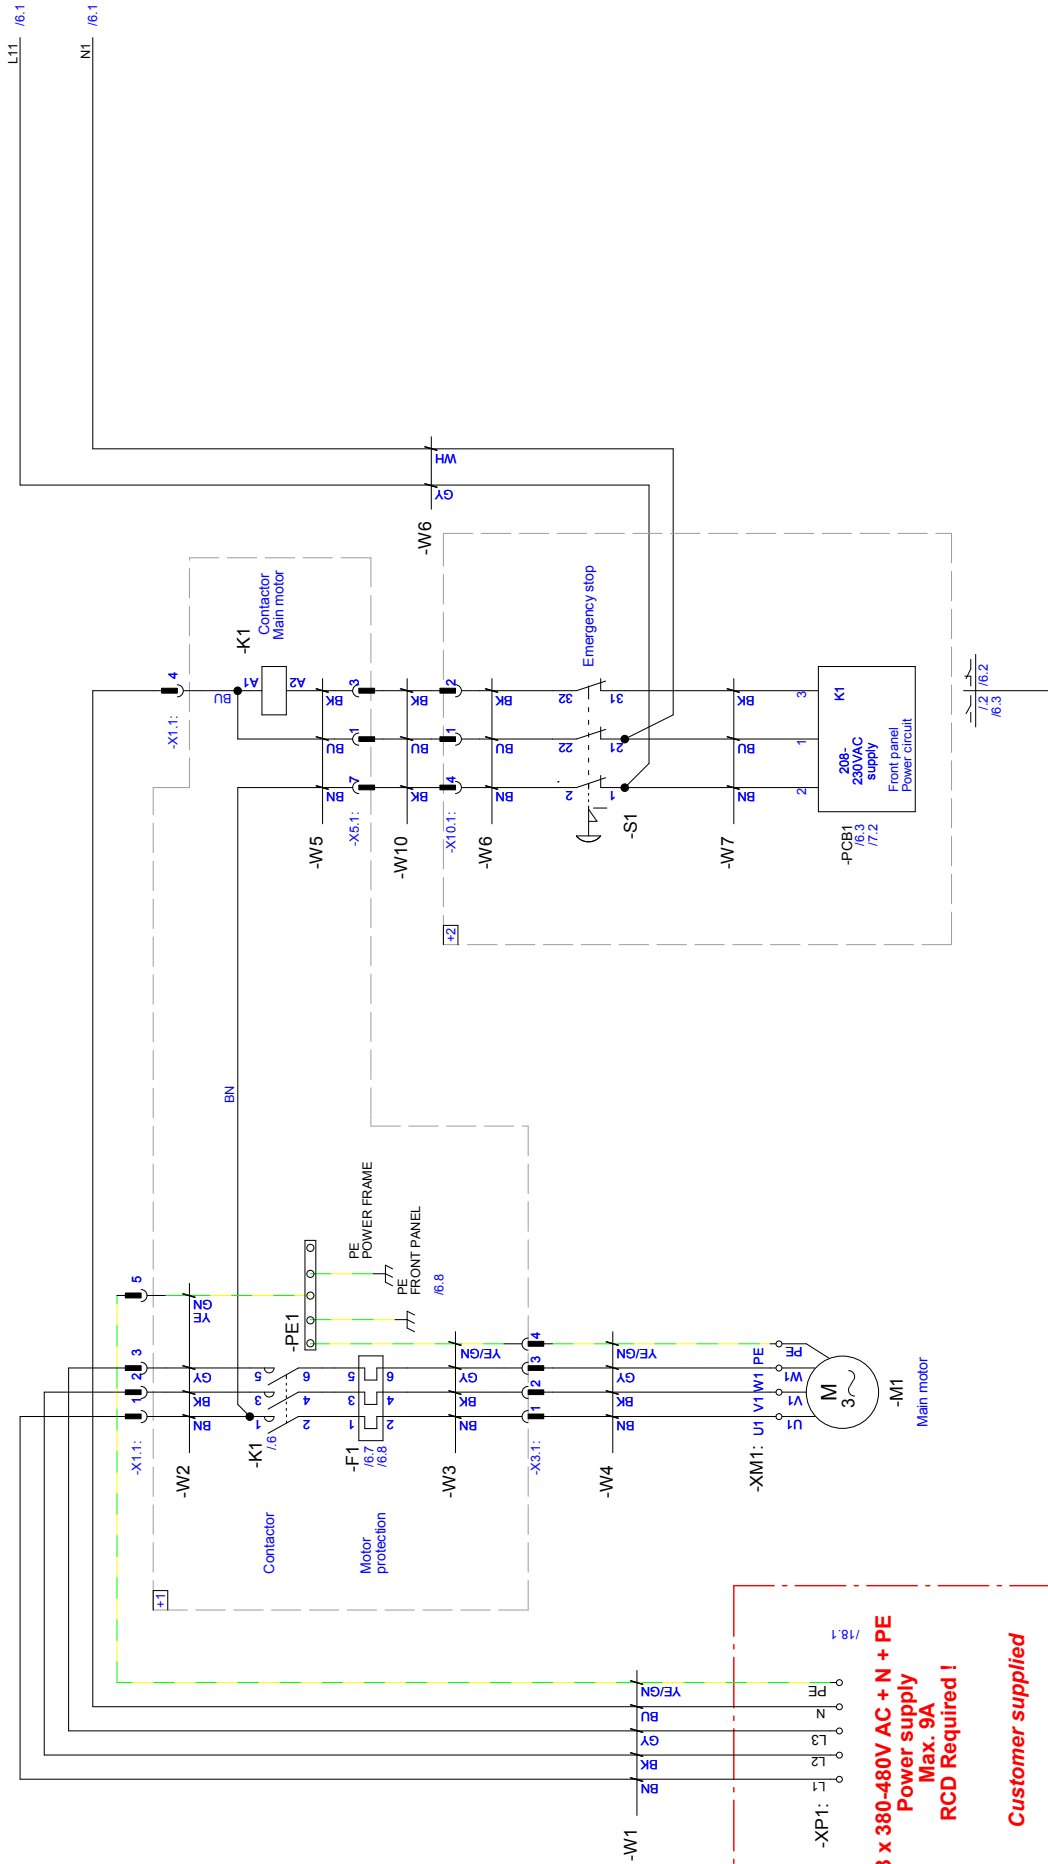 L11
/6.1
N1
/6.1
-W6
GY
WH
-X1.1:
4
-K1
Contactor
Main motor
BU
A1
A2
-W5
BN
BU
BK
-X5.1:
7
1
3
-W10
BK
BU
BK
-X10.1:
4
1
2
-W6
BN
BU
BK
Emergency stop
2
22
32
1
21
31
-S1
-W7
BN
BU
BK
2
1
3
-PCB1
/6.3
/7.2
208-
230VAC
supply
K1
Front panel
Power circuit
/.2
/6.2
/6.3
+2
BN
+1
-X1.1:
1
2
3
5
-W2
BN
BK
GY
YE
GN
-K1
/.6
1
3
5
2
4
6
Contactor
-F1
/6.7
/6.8
1
3
5
2
4
6
Motor
protection
-PE1
PE
POWER FRAME
PE
FRONT PANEL
/6.8
-W3
BN
BK
GY
YE/GN
-X3.1:
1
2
3
4
-W4
BN
BK
GY
YE/GN
-XM1:
U1
V1
W1
PE
U1
V1
W1
PE
M
3
-M1
Main motor
-W1
BN
BK
GY
BU
YE/GN
-XP1:
L1
L2
L3
N
PE
/18.1
x 380-480V AC + N + PE
Power supply
Max. 9A
RCD Required !
Customer supplied